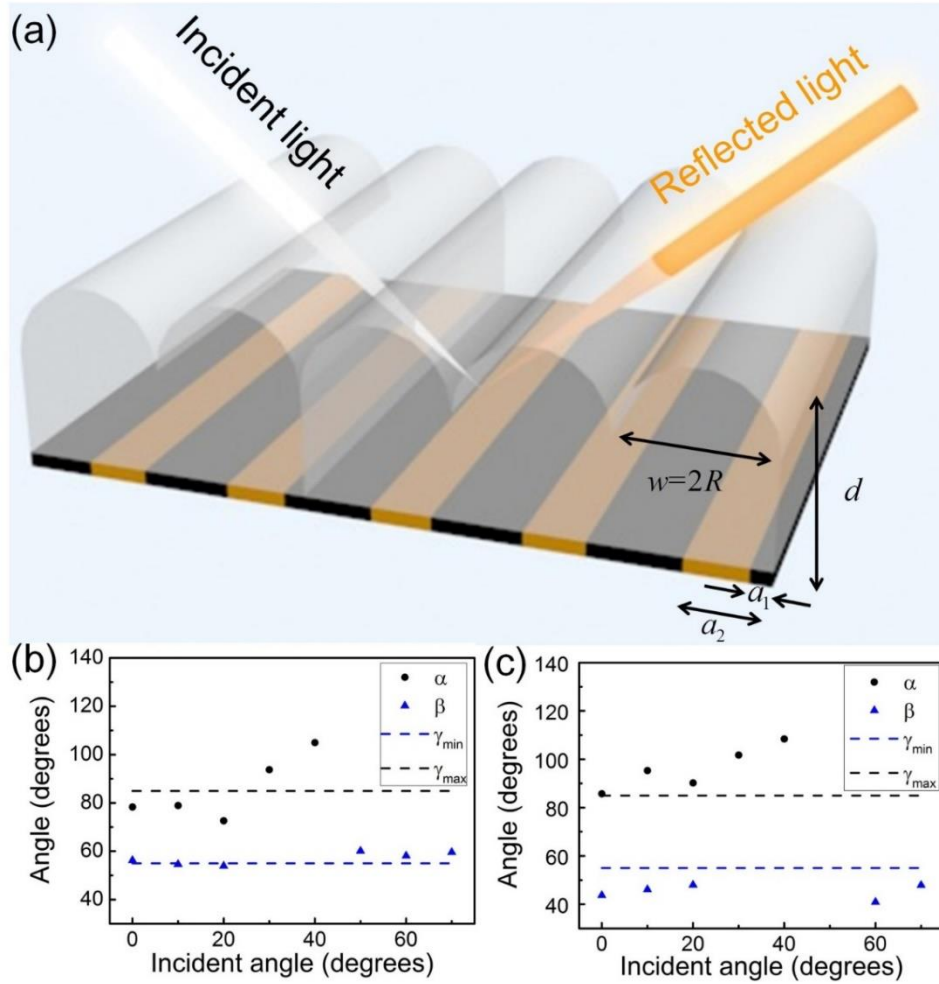 (a)
Incident light
Reflected light
w=2R
d
a₁
a₂
(b)
140
120
100
80
60
40
Angle (degrees)
α
β
γmin
γmax
0 20 40 60
Incident angle (degrees)
(c)
140
120
100
80
60
40
Angle (degrees)
α
β
γmin
γmax
0 20 40 60
Incident angle (degrees)